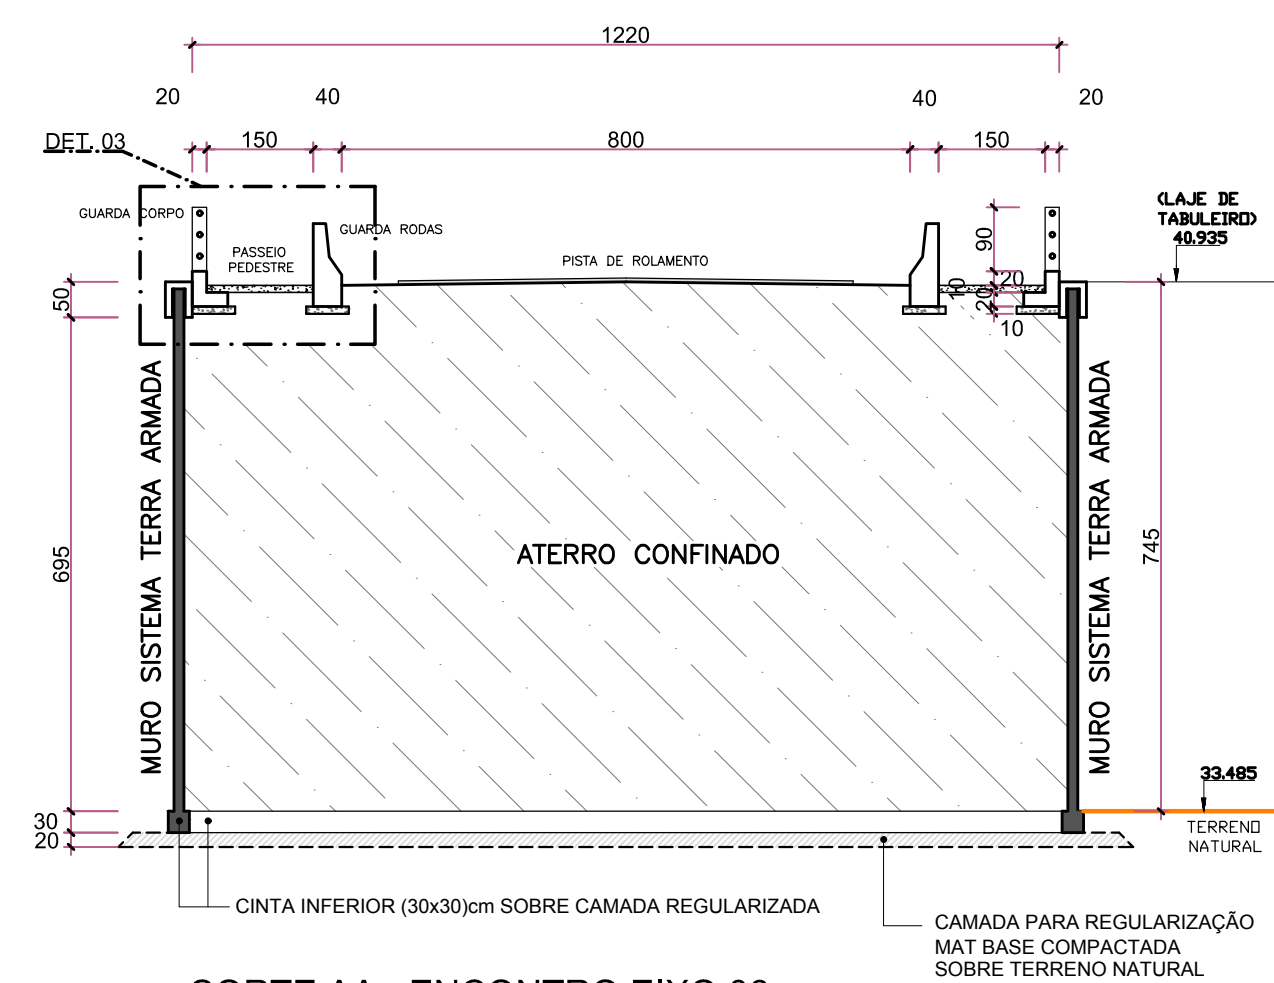 1220
20
40
40
20
DET. 03
150
800
150
GUARDA CORPO
GUARDA RODAS
PASSEIO
PEDESTRE
PISTA DE ROLAMENTO
(LAJE DE
TABULEIRO)
40.935
90
20
10
20
10
50
MURO SISTEMA TERRA ARMADA
MURO SISTEMA TERRA ARMADA
695
ATERRO CONFINADO
745
33.485
30
20
TERRENO
NATURAL
CINTA INFERIOR (30x30)cm SOBRE CAMADA REGULARIZADA
CAMADA PARA REGULARIZAÇÃO
MAT BASE COMPACTADA
SOBRE TERRENO NATURAL